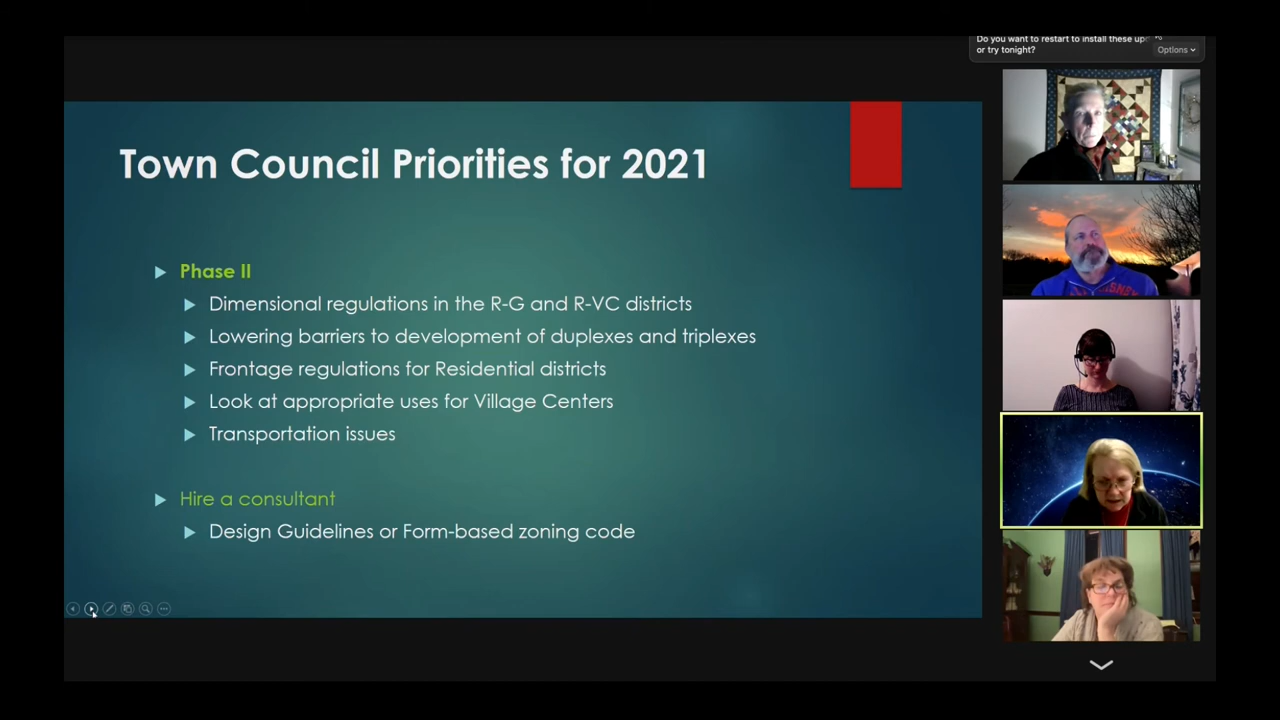 Do you want to restart to install these up
or try tonight?
Options
Town Council Priorities for 2021
Phase II
Dimensional regulations in the R-G and R-VC districts
Lowering barriers to development of duplexes and triplexes
Frontage regulations for Residential districts
Look at appropriate uses for Village Centers
Transportation issues
Hire a consultant
Design Guidelines or Form-based zoning code